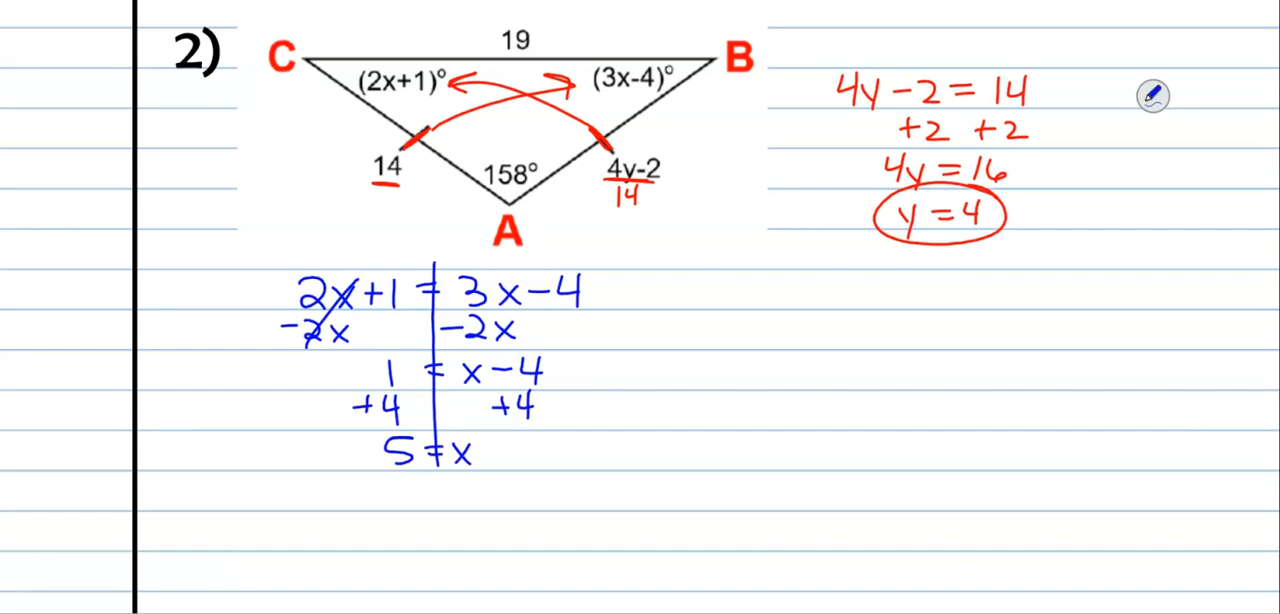 2)
C 19 B
(2x+1)º (3x-4)º
14 158º 4y-2
14
A
4y - 2 = 14
+2 +2
4y = 16
y = 4
2x + 1 = 3x - 4
-2x -2x
1 = x - 4
+4 +4
5 = x